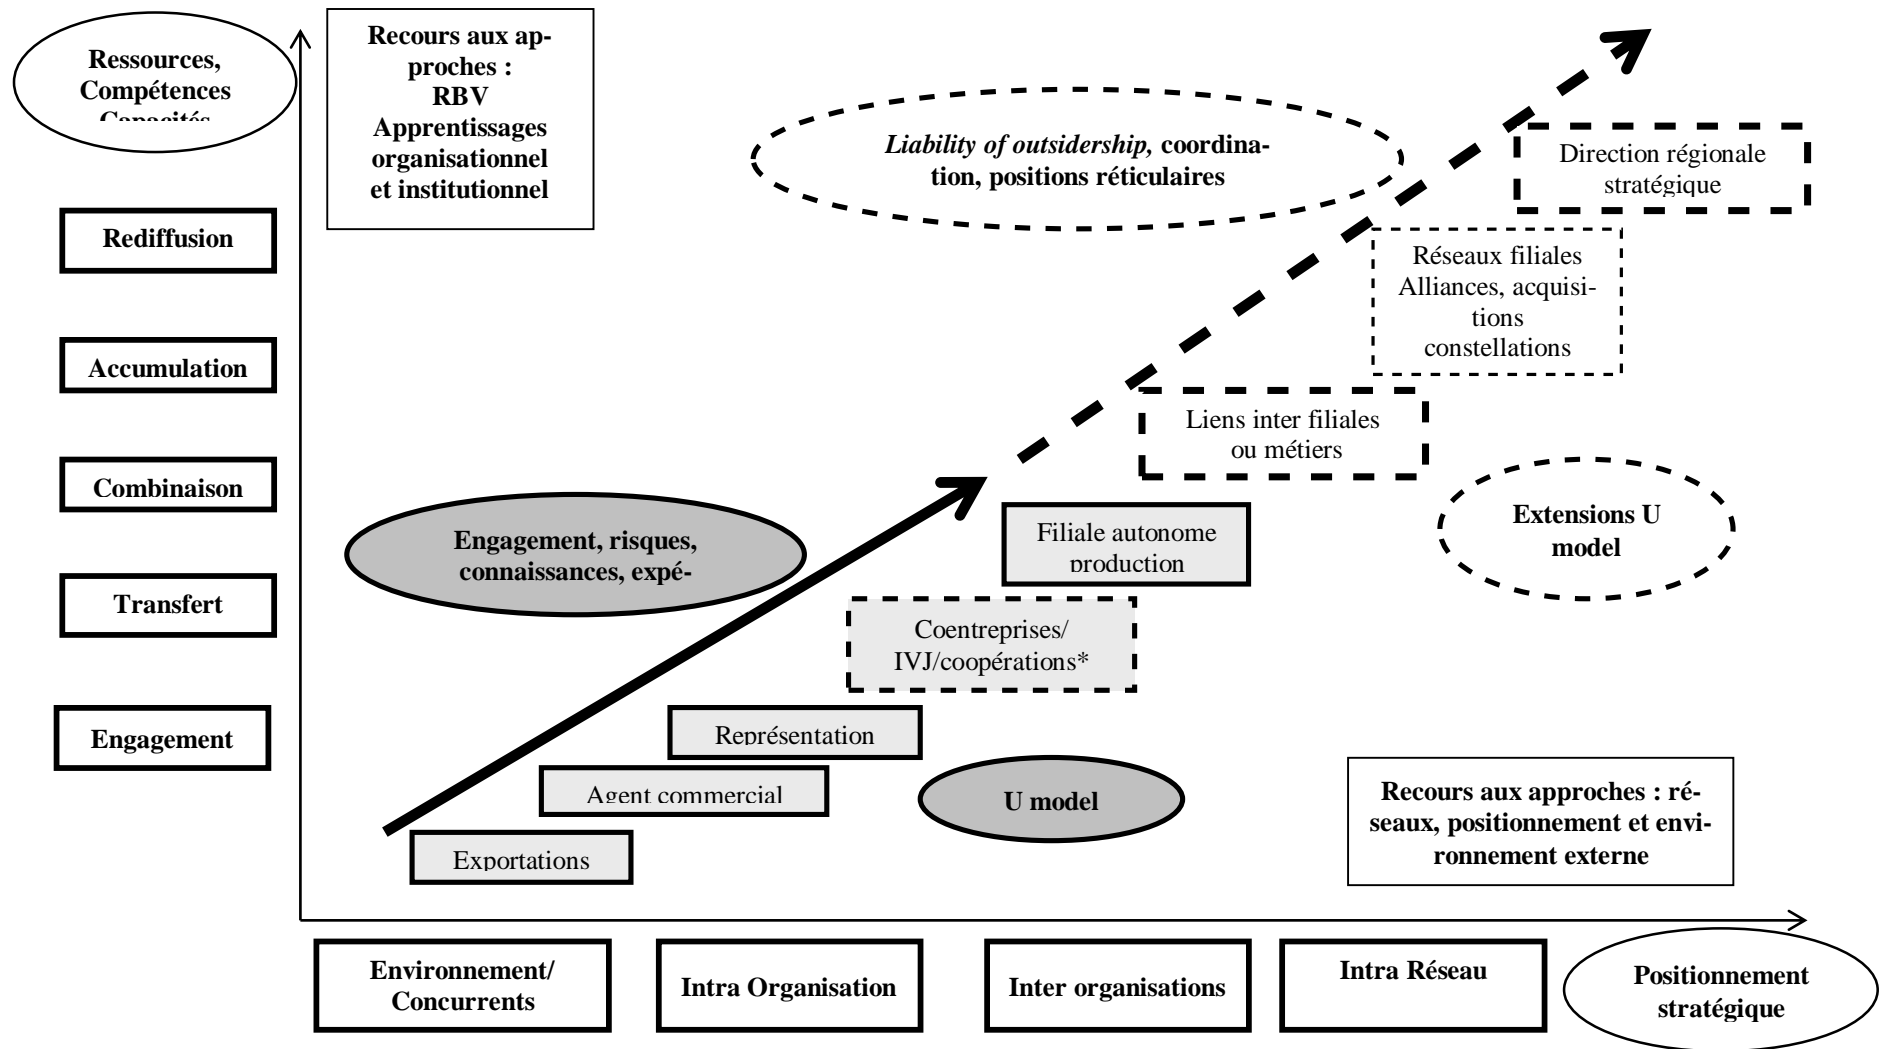 Ressources,
Compétences
Capacités
Recours aux ap-
proches :
RBV
Apprentissages
organisationnel
et institutionnel
Liability of outsidership, coordina-
tion, positions réticulaires
Direction régionale
stratégique
Rediffusion
Réseaux filiales
Alliances, acquisi-
tions
constellations
Accumulation
Liens inter filiales
ou métiers
Combinaison
Engagement, risques,
connaissances, expé-
Filiale autonome
production
Extensions U
model
Transfert
Coentreprises/
IVJ/coopérations*
Engagement
Représentation
Agent commercial
U model
Exportations
Recours aux approches : ré-
seaux, positionnement et envi-
ronnement externe
Environnement/
Concurrents
Intra Organisation
Inter organisations
Intra Réseau
Positionnement
stratégique